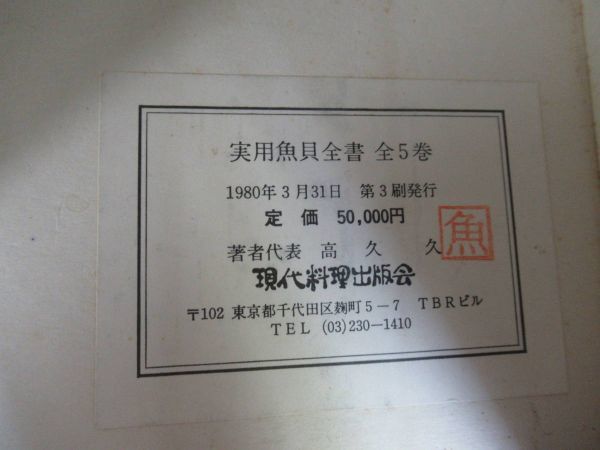 実用魚貝全書 全5巻
1980年3月31日 第3刷発行
定価 50,000円
著者代表 高久 久
魚
現代料理出版会
〒102 東京都千代田区麹町5-7 TBRビル
TEL (03)230-1410